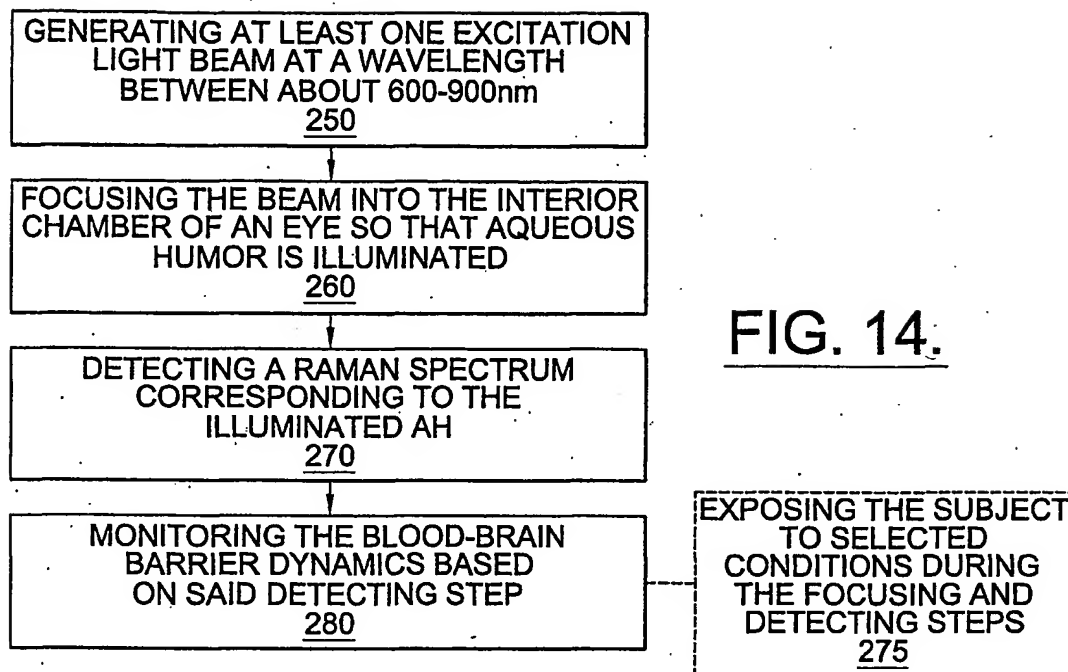 GENERATING AT LEAST ONE EXCITATION
LIGHT BEAM AT A WAVELENGTH
BETWEEN ABOUT 600-900nm
250
FOCUSING THE BEAM INTO THE INTERIOR
CHAMBER OF AN EYE SO THAT AQUEOUS
HUMOR IS ILLUMINATED
260
DETECTING A RAMAN SPECTRUM
CORRESPONDING TO THE
ILLUMINATED AH
270
MONITORING THE BLOOD-BRAIN
BARRIER DYNAMICS BASED
ON SAID DETECTING STEP
280
EXPOSING THE SUBJECT
TO SELECTED
CONDITIONS DURING
THE FOCUSING AND
DETECTING STEPS
275
FIG. 14.